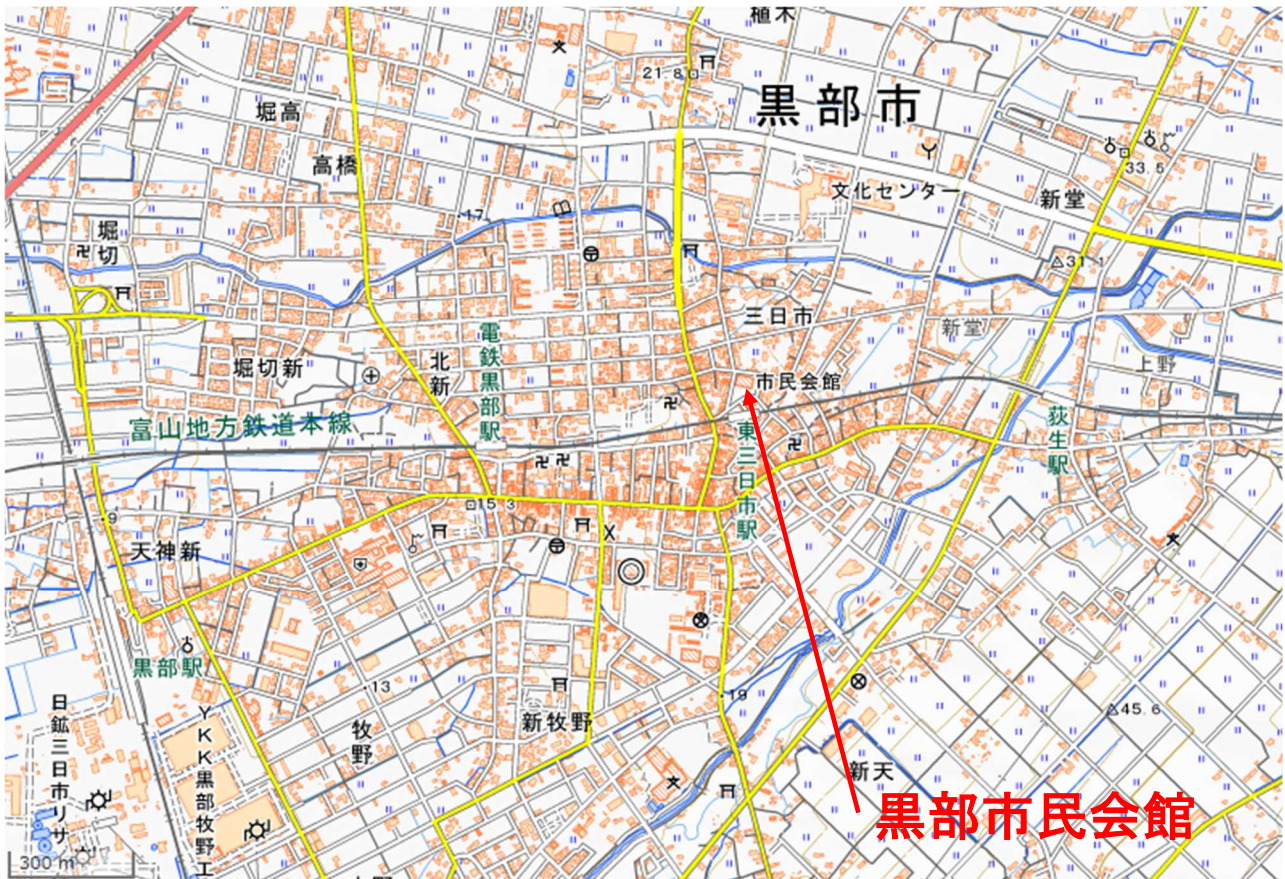 植木
21.8
黒部市
堀高
高橋
文化センター
33.5
新堂
堀切
17
31.1
三日市
新堂
電鉄黒部駅
北新
堀切新
市民会館
上野
富山地方鉄道本線
東三日市駅
荻生駅
15.3
9
天神新
黒部駅
13
19
45.6
新牧野
牧野
日鉱三日市リサ
YKK黒部牧野工
新天
黒部市民会館
300 m